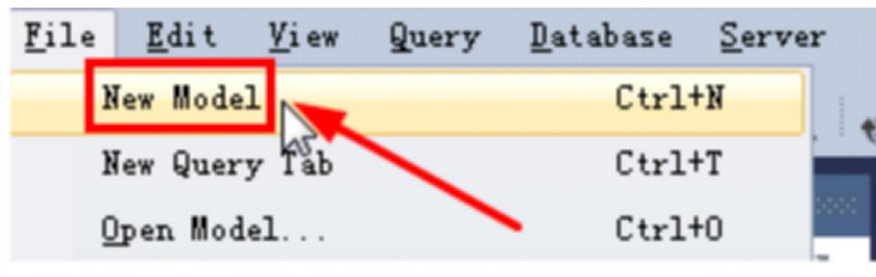 File Edit View Query Database Server
New Model Ctrl+N
New Query Tab Ctrl+T
Open Model... Ctrl+O